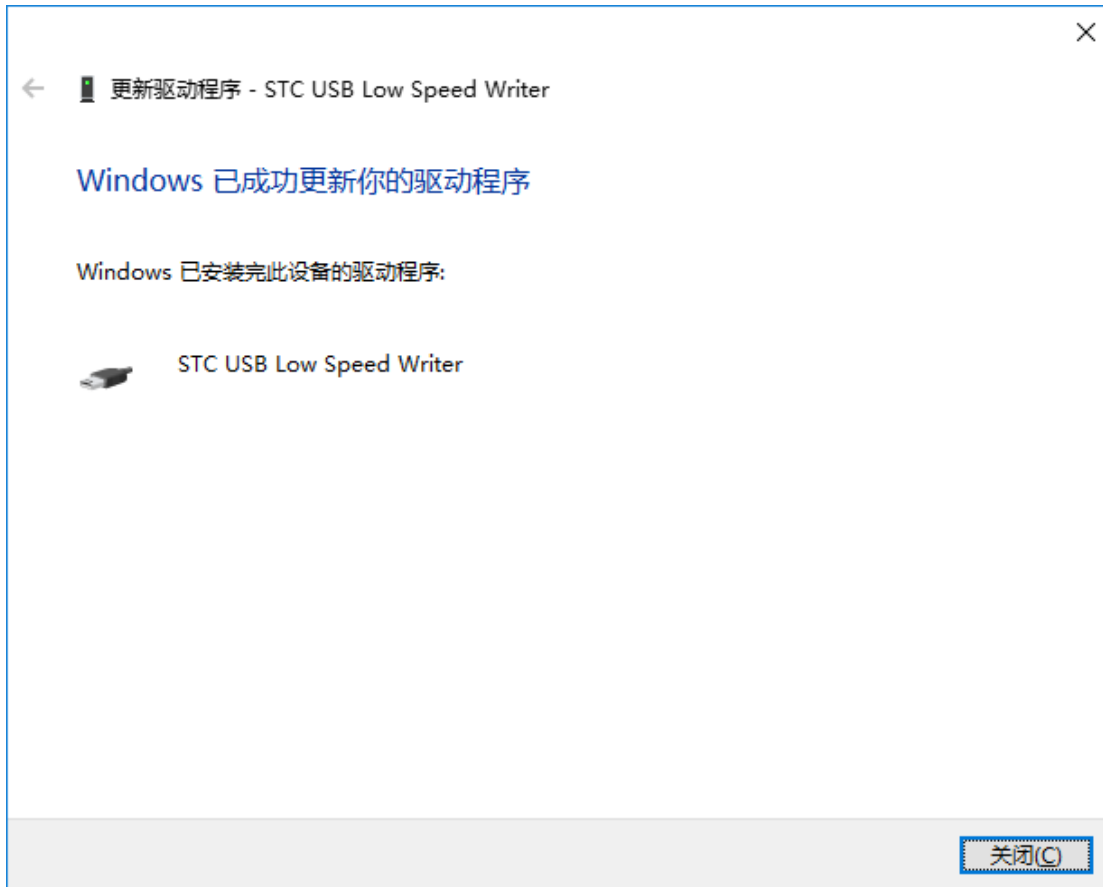 更新驱动程序 - STC USB Low Speed Writer
Windows 已成功更新你的驱动程序
Windows 已安装完此设备的驱动程序:
STC USB Low Speed Writer
关闭(C)